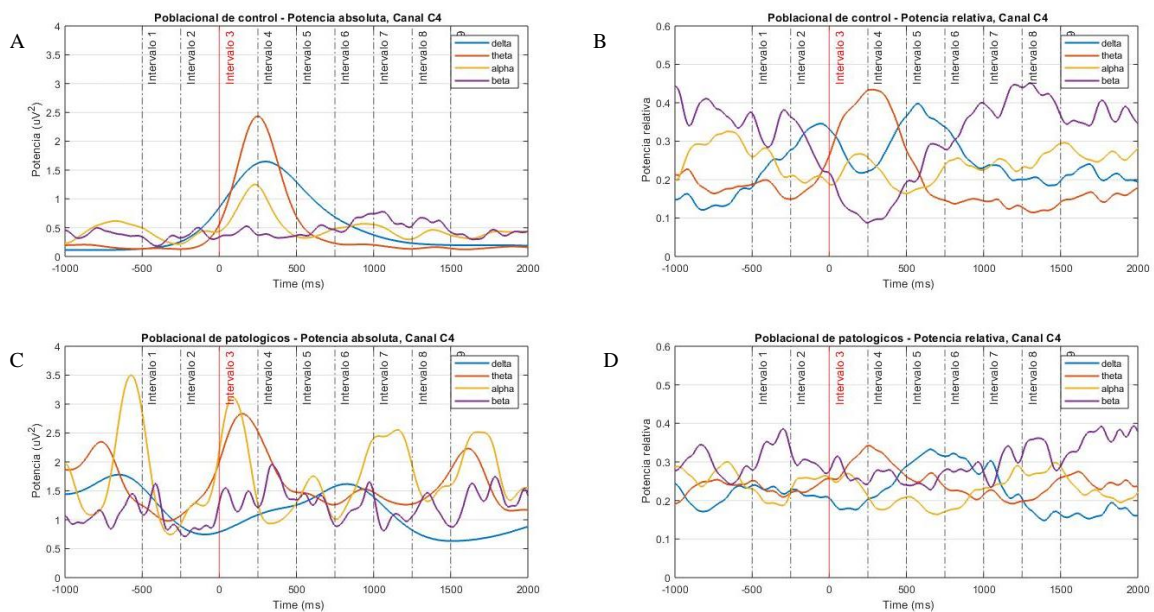 A
Poblacional de control - Potencia absoluta, Canal C4
Potencia (uV²)
4
3.5
3
2.5
2
1.5
1
0.5
0
Intervalo 1
Intervalo 2
Intervalo 3
Intervalo 4
Intervalo 5
Intervalo 6
Intervalo 7
Intervalo 8
delta
theta
alpha
beta
-1000 -500 0 500 1000 1500 2000
Time (ms)
B
Poblacional de control - Potencia relativa, Canal C4
Potencia relativa
0.6
0.5
0.4
0.3
0.2
0.1
0
Intervalo 1
Intervalo 2
Intervalo 3
Intervalo 4
Intervalo 5
Intervalo 6
Intervalo 7
Intervalo 8
delta
theta
alpha
beta
-1000 -500 0 500 1000 1500 2000
Time (ms)
C
Poblacional de patologicos - Potencia absoluta, Canal C4
Potencia (uV²)
4
3.5
3
2.5
2
1.5
1
0.5
0
Intervalo 1
Intervalo 2
Intervalo 3
Intervalo 4
Intervalo 5
Intervalo 6
Intervalo 7
Intervalo 8
delta
theta
alpha
beta
-1000 -500 0 500 1000 1500 2000
Time (ms)
D
Poblacional de patologicos - Potencia relativa, Canal C4
Potencia relativa
0.6
0.5
0.4
0.3
0.2
0.1
0
Intervalo 1
Intervalo 2
Intervalo 3
Intervalo 4
Intervalo 5
Intervalo 6
Intervalo 7
Intervalo 8
delta
theta
alpha
beta
-1000 -500 0 500 1000 1500 2000
Time (ms)